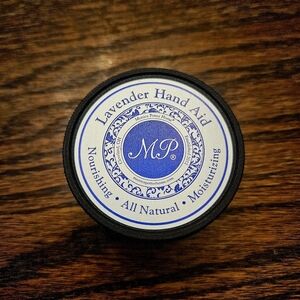 Lavender Hand Aid
MP®
Nourishing • All Natural • Moisturizing